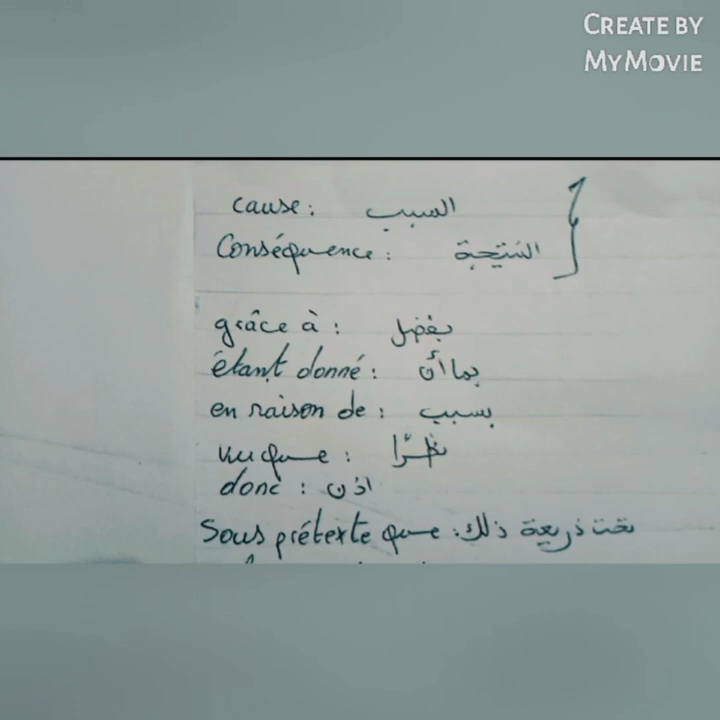 CREATE BY
MYMOVIE
cause : السبب
Conséquence : النتيجة
grâce à : بفضل
étant donné : بما أن
en raison de : بسبب
vu que : نظرًا
donc : اذن
Sous prétexte que : تحت ذريعة ذلك